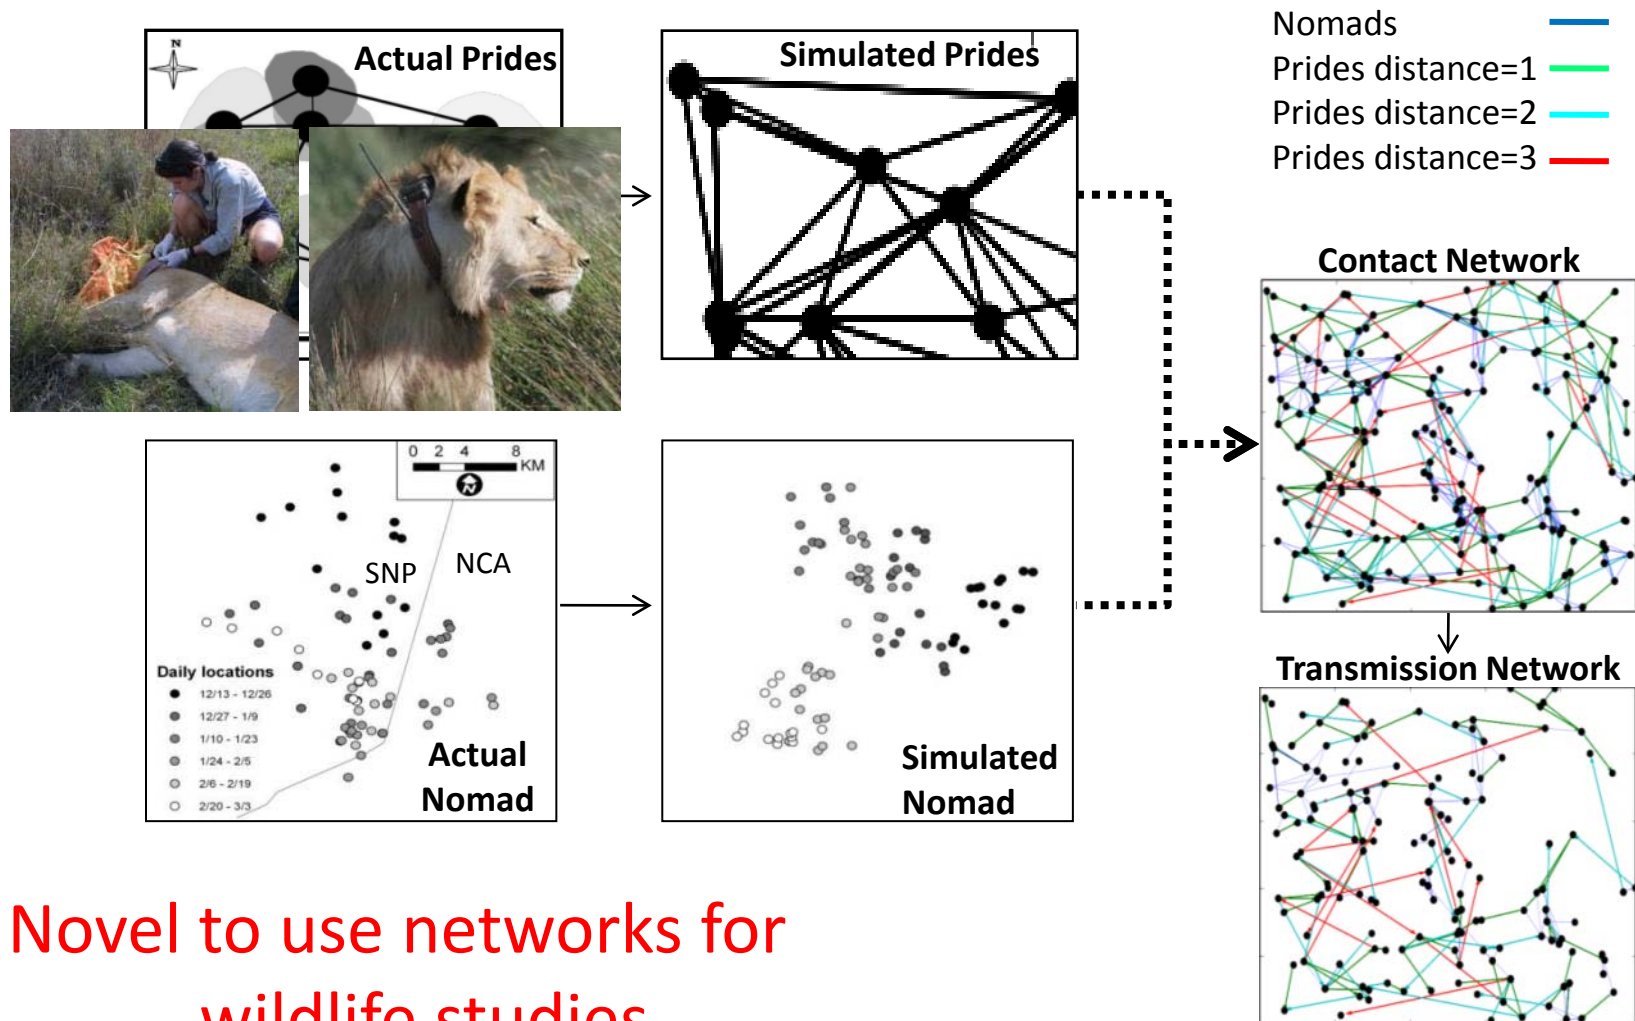 Nomads
Prides distance=1
Prides distance=2
Prides distance=3
N
Actual Prides
Simulated Prides
Contact Network
0 2 4 8
KM
N
SNP
NCA
Daily locations
12/13 - 12/26
12/27 - 1/9
1/10 - 1/23
1/24 - 2/5
2/6 - 2/19
2/20 - 3/3
Actual
Nomad
Simulated
Nomad
Transmission Network
Novel to use networks for
wildlife studies